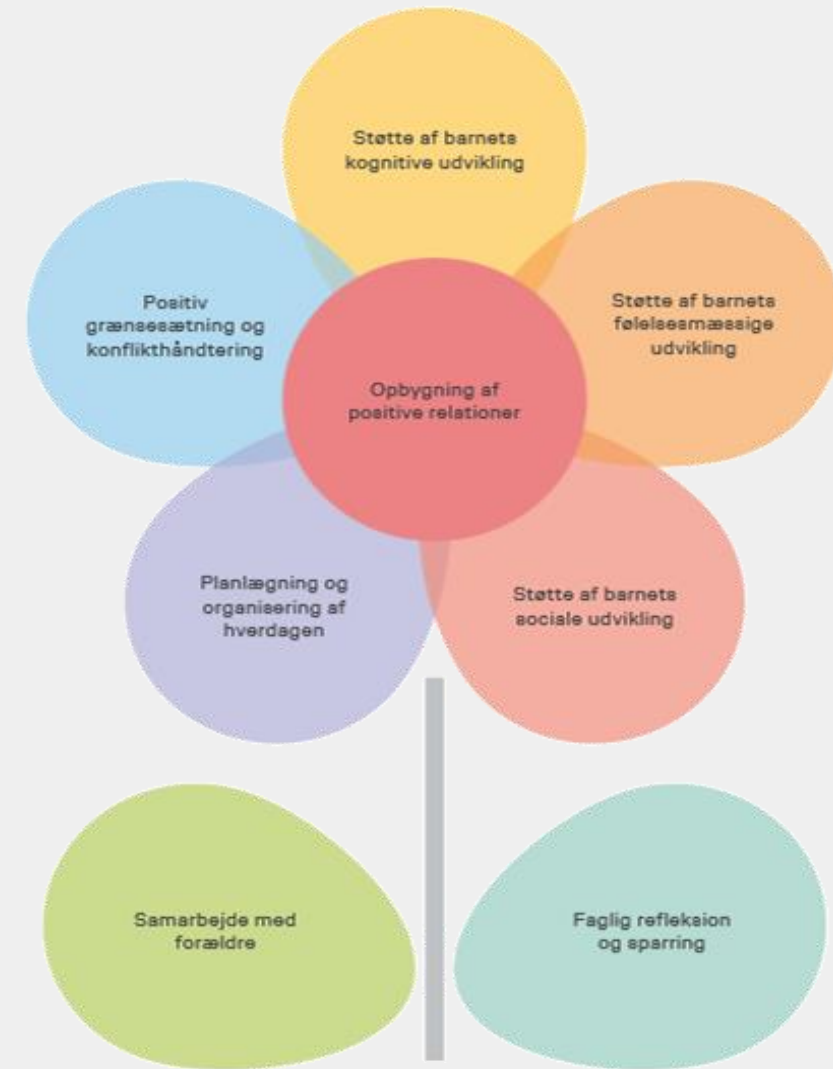 Støtte af barnets
kognitive udvikling
Positiv
grænsesætning og
konflikthåndtering
Støtte af barnets
følelsesmæssige
udvikling
Opbygning af
positive relationer
Planlægning og
organisering af
hverdagen
Støtte af barnets
sociale udvikling
Samarbejde med
forældre
Faglig refleksion
og sparring